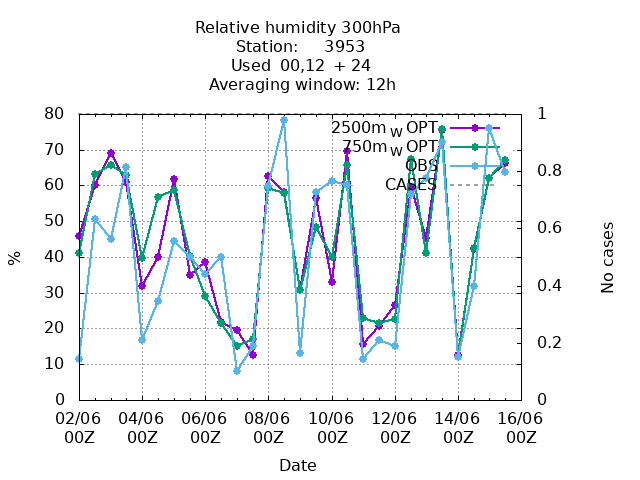 Relative humidity 300hPa
Station: 3953
Used 00,12 + 24
Averaging window: 12h
80 1
2500m W OPT
70
750m W OPT
OBS
0.8
60 CASES
50
0.6
%
40
No cases
0.4
30
20
0.2
10
0 0
02/06 04/06 06/06 08/06 10/06 12/06 14/06 16/06
00Z 00Z 00Z 00Z 00Z 00Z 00Z 00Z
Date